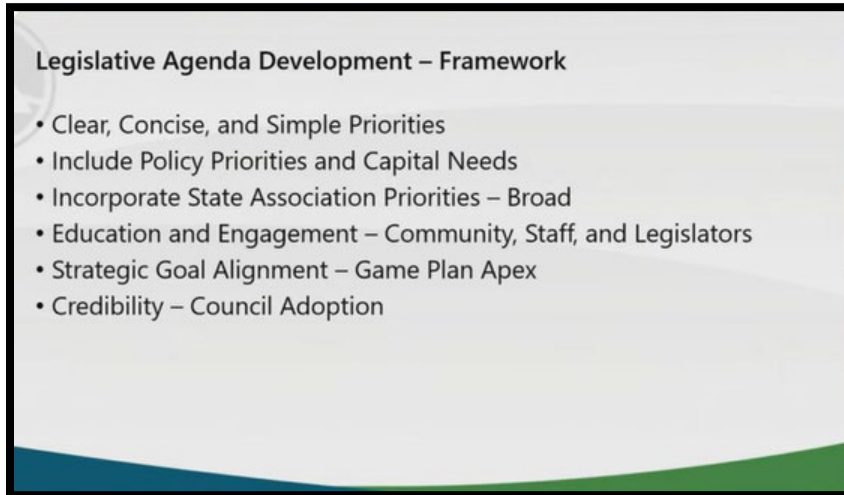 Legislative Agenda Development – Framework
• Clear, Concise, and Simple Priorities
• Include Policy Priorities and Capital Needs
• Incorporate State Association Priorities – Broad
• Education and Engagement – Community, Staff, and Legislators
• Strategic Goal Alignment – Game Plan Apex
• Credibility – Council Adoption